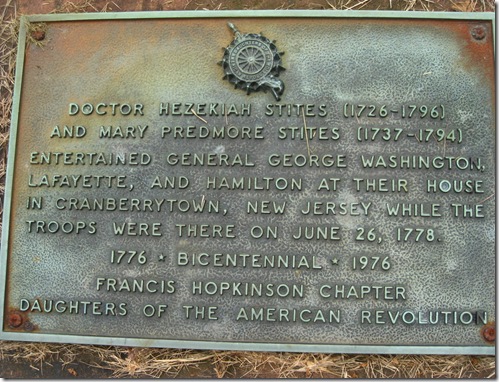 DOCTOR HEZEKIAH STITES (1726-1796)
AND MARY PREDMORE STITES (1737-1794)
ENTERTAINED GENERAL GEORGE WASHINGTON,
LAFAYETTE, AND HAMILTON AT THEIR HOUSE
IN CRANBERRYTOWN, NEW JERSEY WHILE THE
TROOPS WERE THERE ON JUNE 26, 1778.
1776 * BICENTENNIAL * 1976
FRANCIS HOPKINSON CHAPTER
DAUGHTERS OF THE AMERICAN REVOLUTION